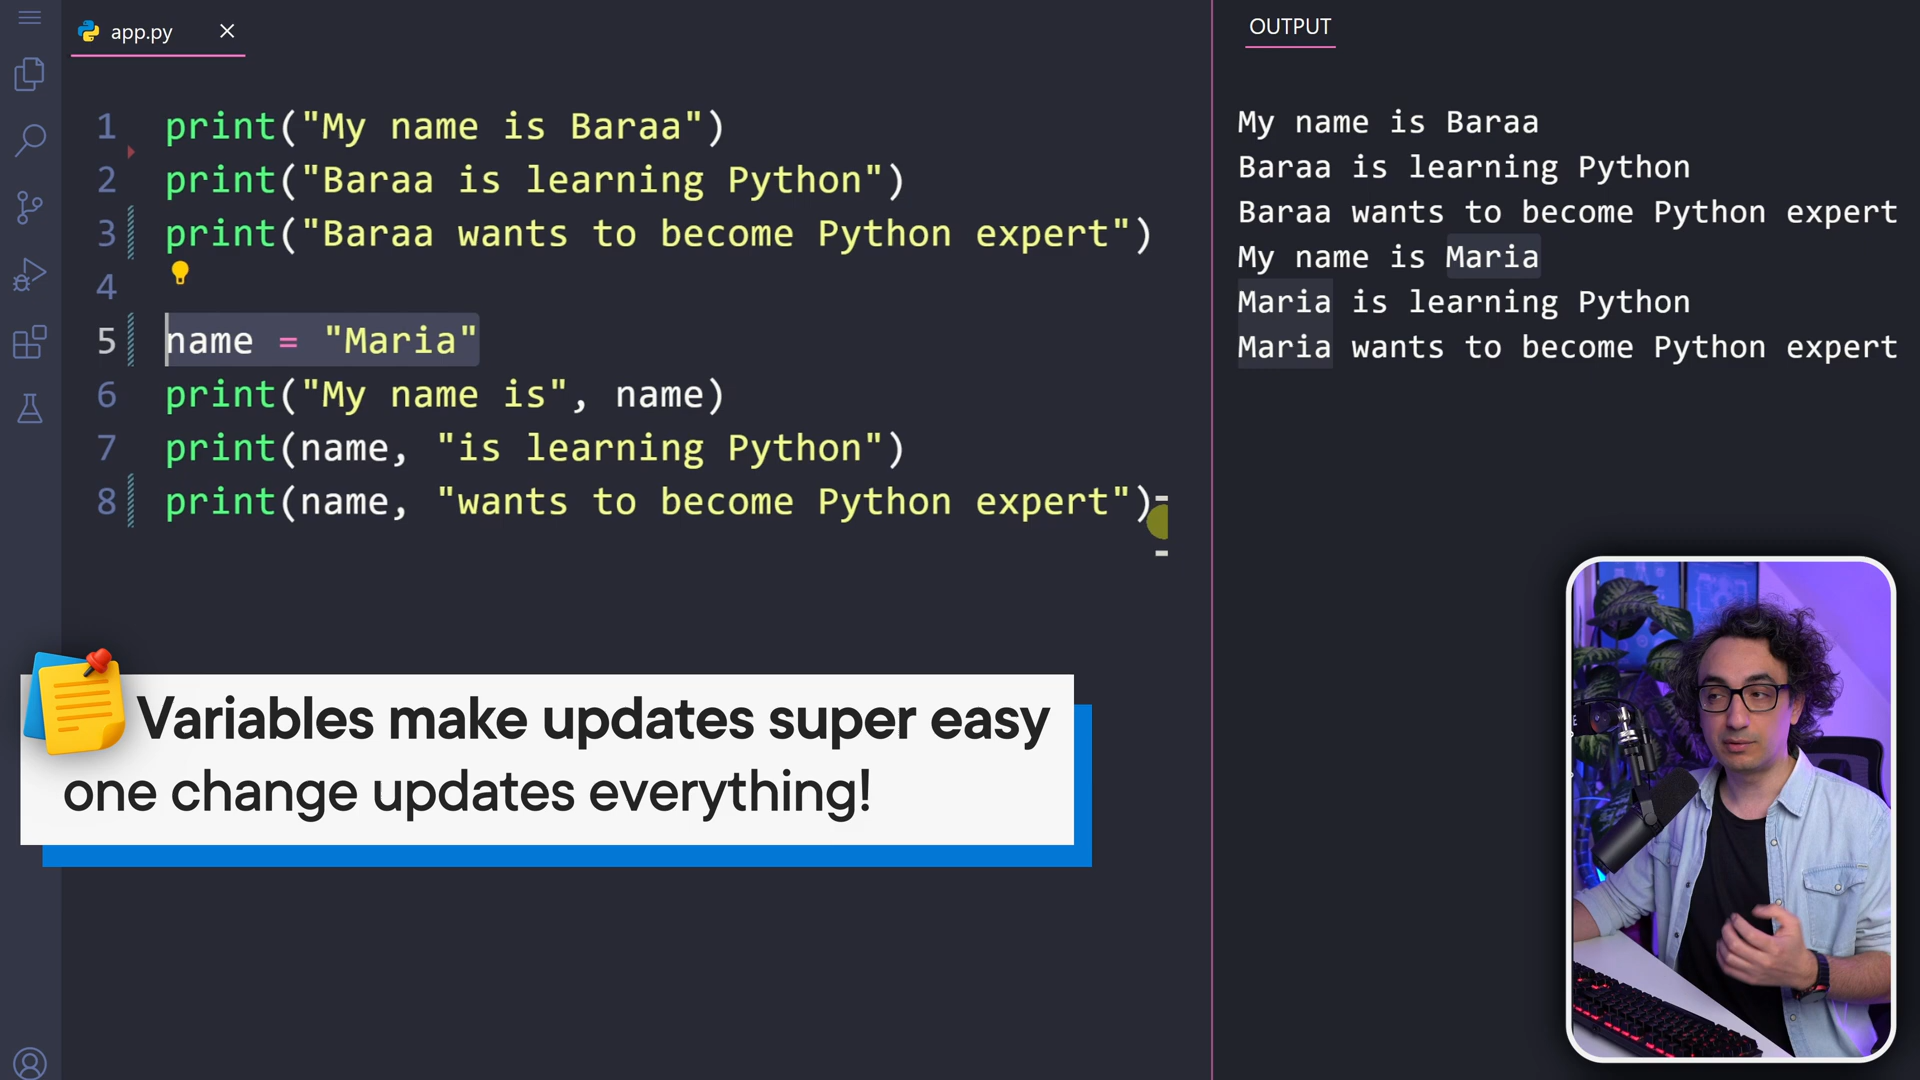 app.py
1 print("My name is Baraa")
2 print("Baraa is learning Python")
3 print("Baraa wants to become Python expert")
4
5 name = "Maria"
6 print("My name is", name)
7 print(name, "is learning Python")
8 print(name, "wants to become Python expert")
OUTPUT
My name is Baraa
Baraa is learning Python
Baraa wants to become Python expert
My name is Maria
Maria is learning Python
Maria wants to become Python expert
Variables make updates super easy
one change updates everything!